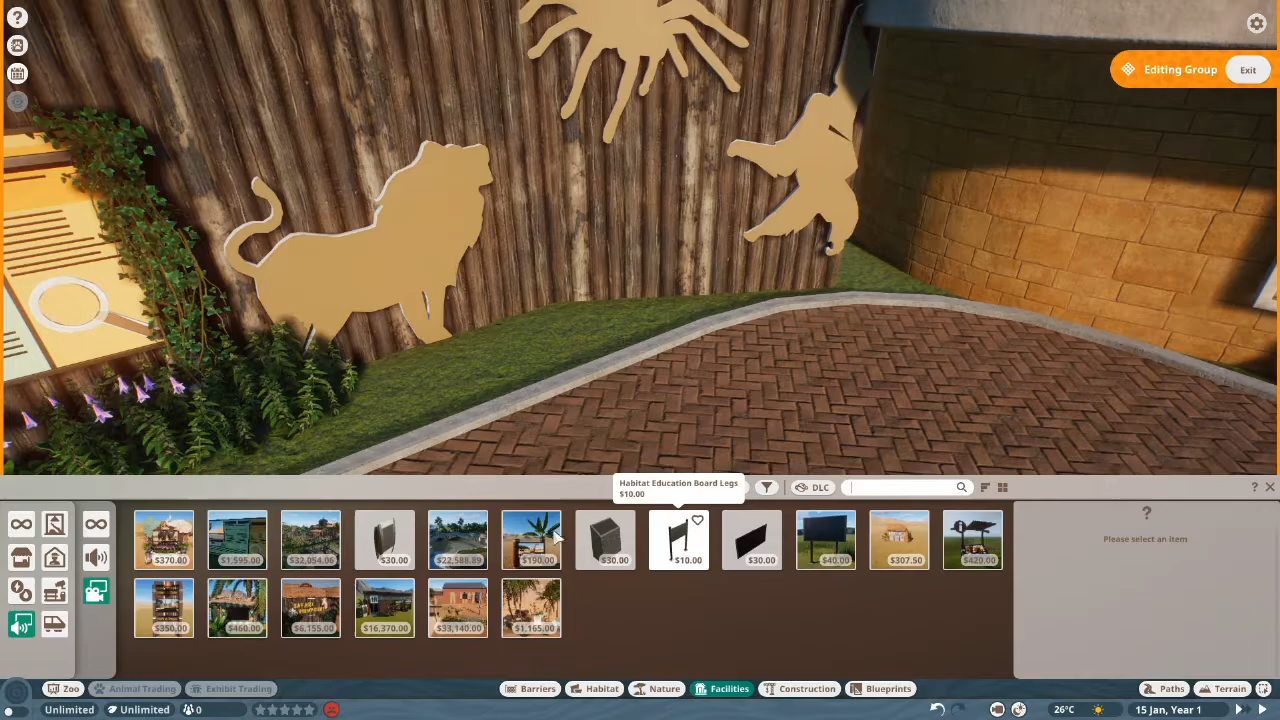 Editing Group
Exit
Habitat Education Board Legs
$10.00
DLC
$370.00
$1,595.00
$32,054.06
$30.00
$22,588.89
$190.00
$30.00
$10.00
$30.00
$40.00
$307.50
$420.00
$350.00
$460.00
$6,155.00
$16,370.00
$33,140.00
$1,165.00
?
Please select an item
Zoo
Animal Trading
Exhibit Trading
Barriers
Habitat
Nature
Facilities
Construction
Blueprints
Paths
Terrain
Unlimited
Unlimited
0
26°C
15 Jan, Year 1